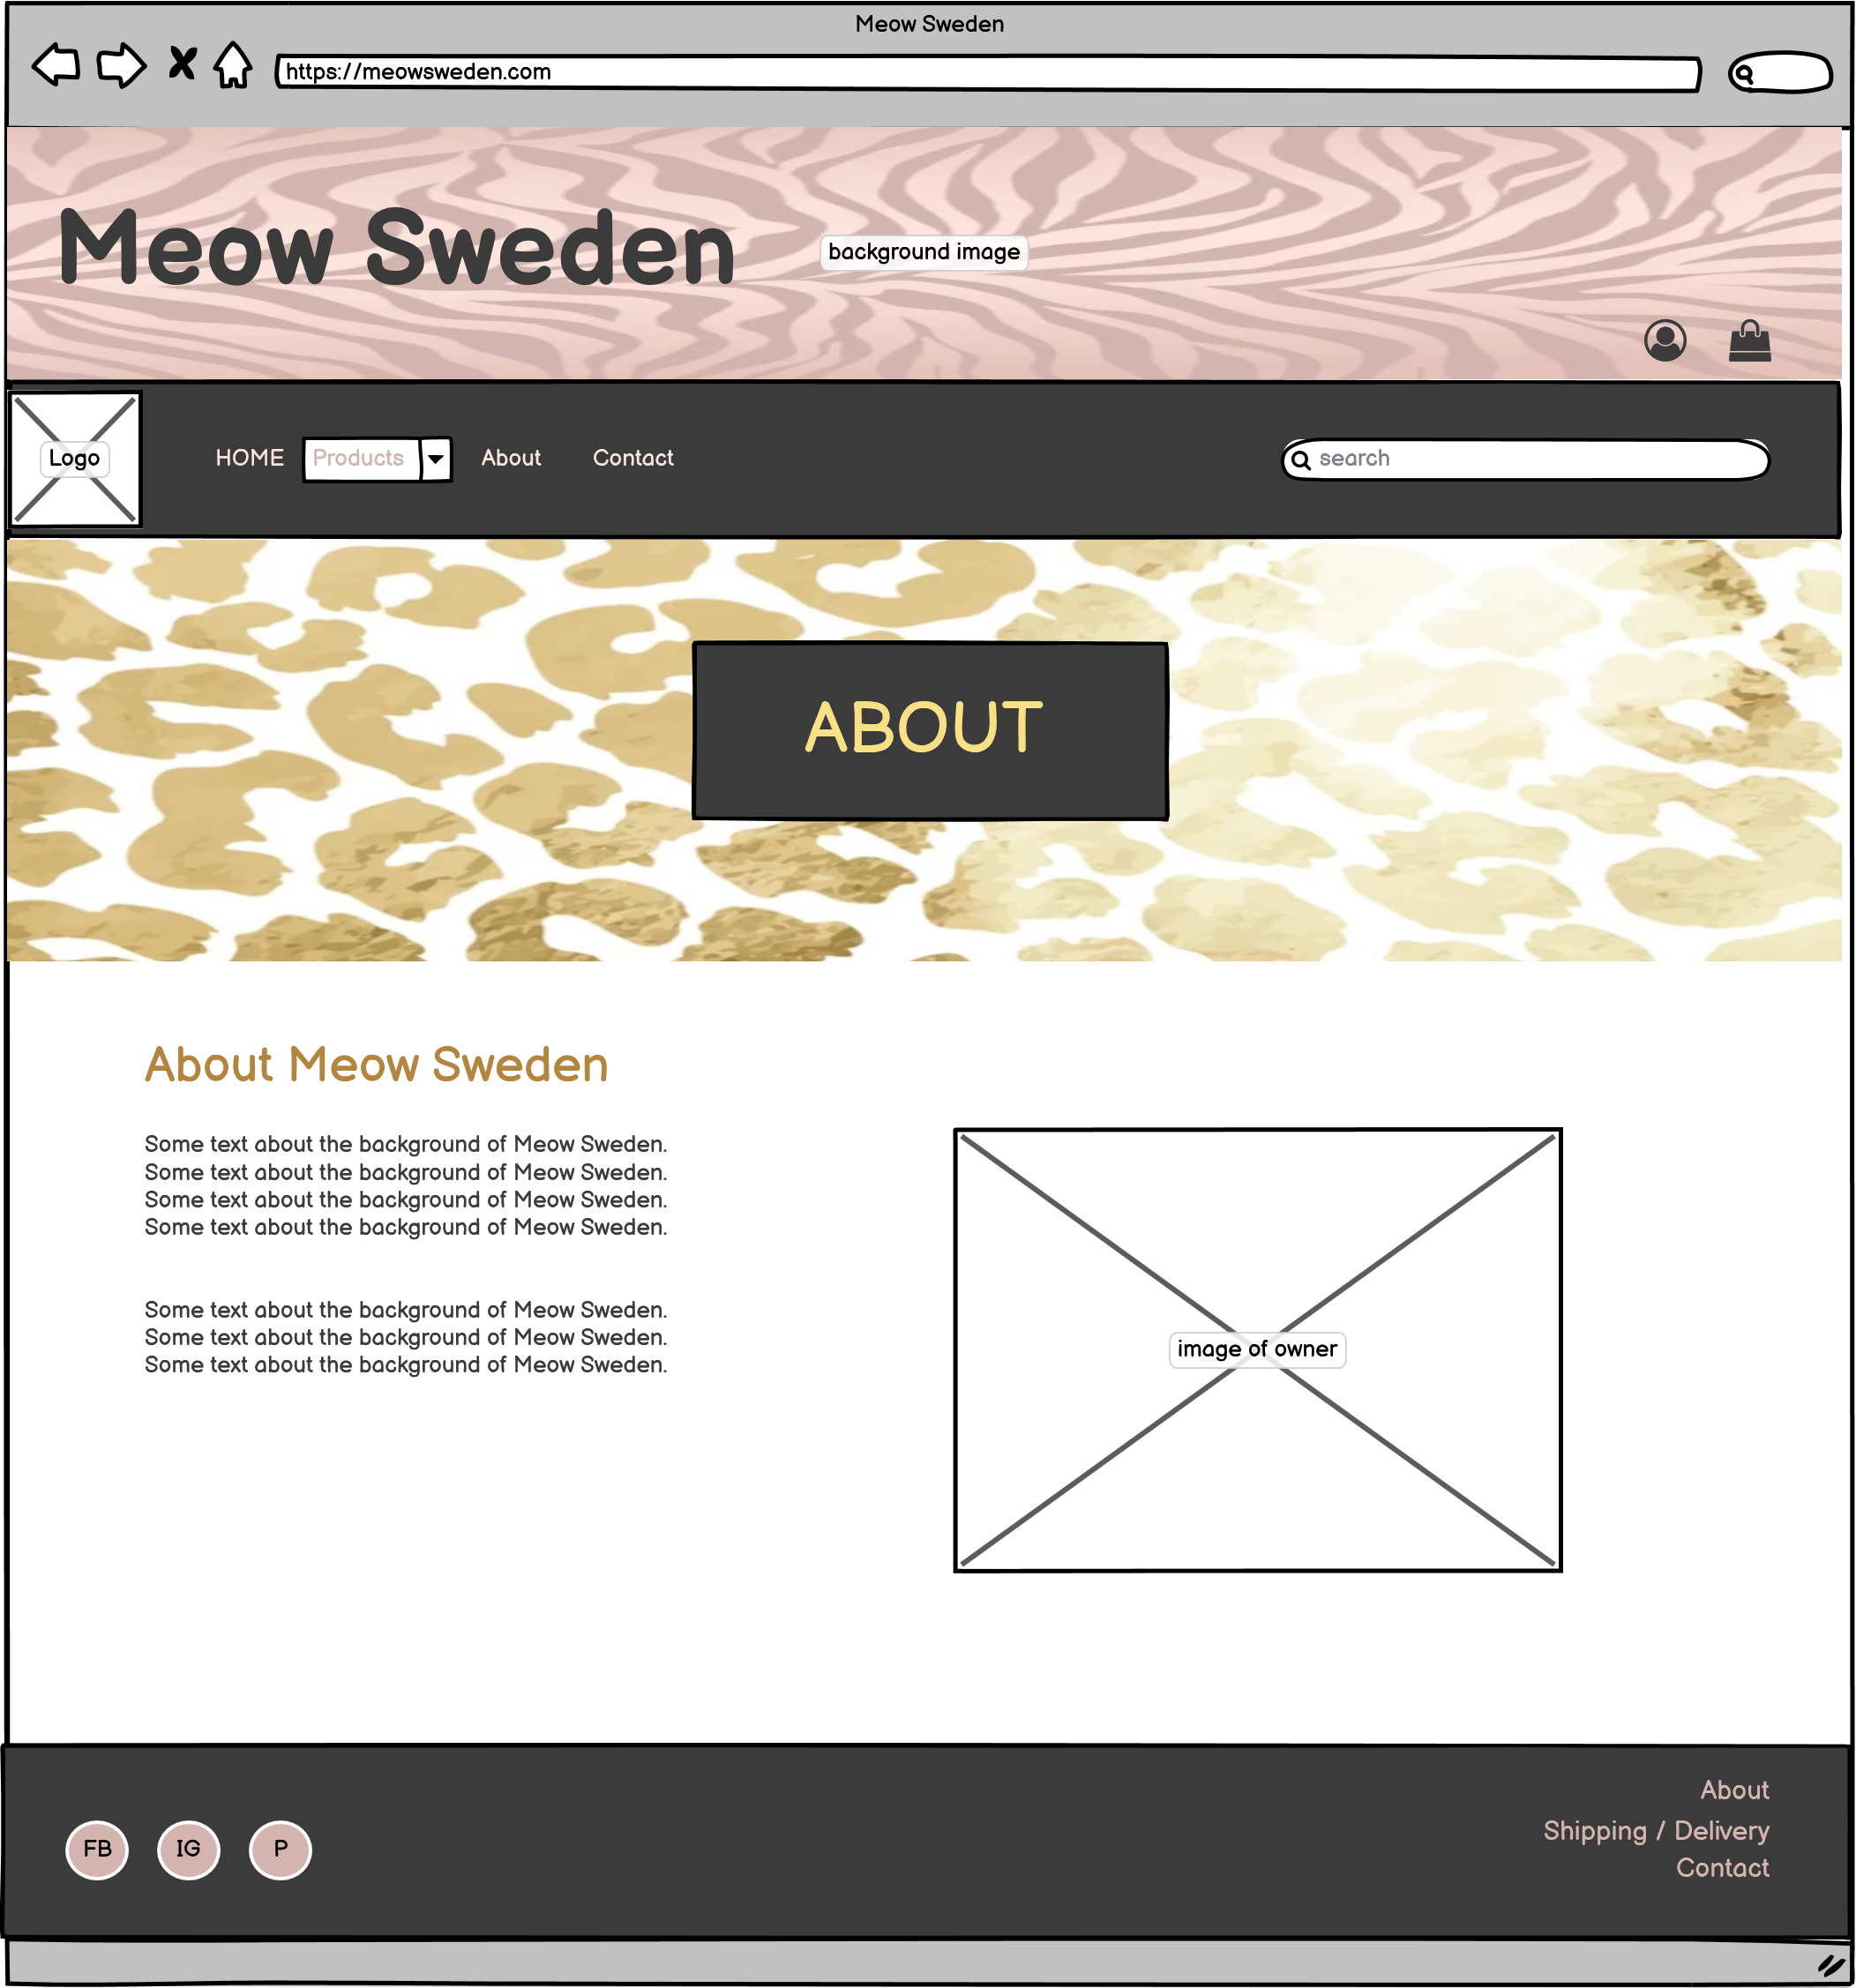 Meow Sweden
https://meowsweden.com
Meow Sweden
background image
Logo
HOME
Products
About
Contact
search
ABOUT
About Meow Sweden
Some text about the background of Meow Sweden.
Some text about the background of Meow Sweden.
Some text about the background of Meow Sweden.
Some text about the background of Meow Sweden.
Some text about the background of Meow Sweden.
Some text about the background of Meow Sweden.
Some text about the background of Meow Sweden.
image of owner
FB
IG
P
About
Shipping / Delivery
Contact